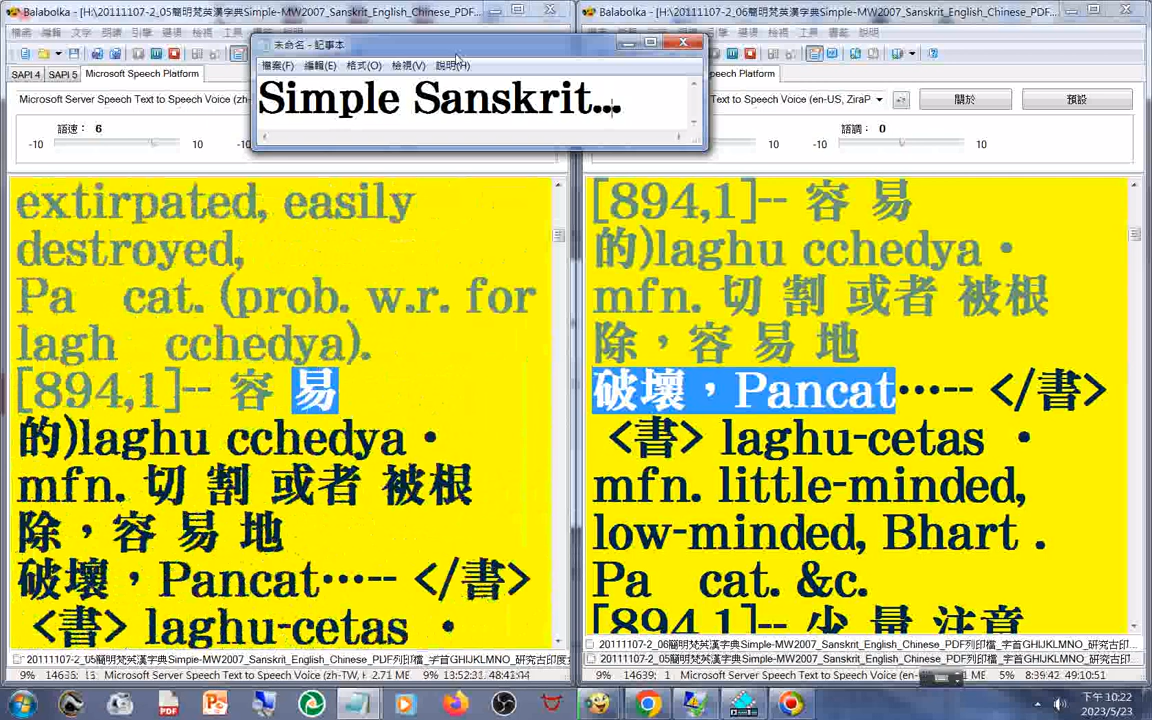 Balabolka - [H:\20111107-2_05簡明梵英漢字典Simple-MW2007_Sanskrit_English_Chinese_PDF...
Balabolka - [H:\20111107-2_06簡明梵英漢字典Simple-MW2007_Sanskrit_English_Chinese_PDF...
未命名 - 記事本
檔案(F) 編輯(E) 格式(O) 檢視(V) 說明(H)
Simple Sanskrit...
SAPI 4 SAPI 5 Microsoft Speech Platform
Microsoft Server Speech Text to Speech Voice (zh-
Text to Speech Voice (en-US, ZiraP
關於
預設
語速： 6
語調： 0
-10 10
-10 10
extirpated, easily
destroyed,
Pa cat. (prob. w.r. for
lagh cchedya).
[894,1]-- 容 易
的)laghu cchedya•
mfn. 切 割 或者 被根
除，容 易 地
破壞，Pancat…-- </書>
<書> laghu-cetas •
[894,1]-- 容 易
的)laghu cchedya•
mfn. 切 割 或者 被根
除，容 易 地
破壞，Pancat…-- </書>
<書> laghu-cetas •
mfn. little-minded,
low-minded, Bhart .
Pa cat. &c.
[894,1]-- 少 量 注意
20111107-2_05簡明梵英漢字典Simple-MW2007_Sanskrit_English_Chinese_PDF列印檔_字首GHIJKLMNO_研究古印度
20111107-2_06簡明梵英漢字典Simple-MW2007_Sanskrit_English_Chinese_PDF列印檔_字首GHIJKLMNO_研究古印...
9% 14635: Microsoft Server Speech Text to Speech Voice (zh-TW, 2.71 ME 9% 13:52:31
9% 14639: Microsoft Server Speech Text to Speech Voice 5% 8:39:42 49:10:51
下午 10:22
2023/5/23